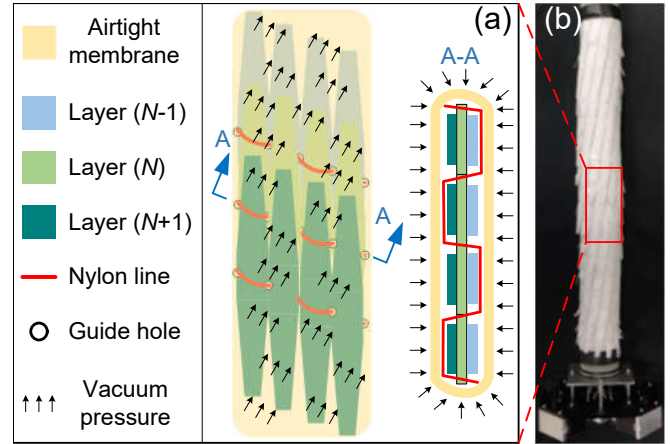 Airtight
membrane
Layer (N-1)
Layer (N)
Layer (N+1)
Nylon line
Guide hole
Vacuum
pressure
(a)
A-A
A
A
(b)